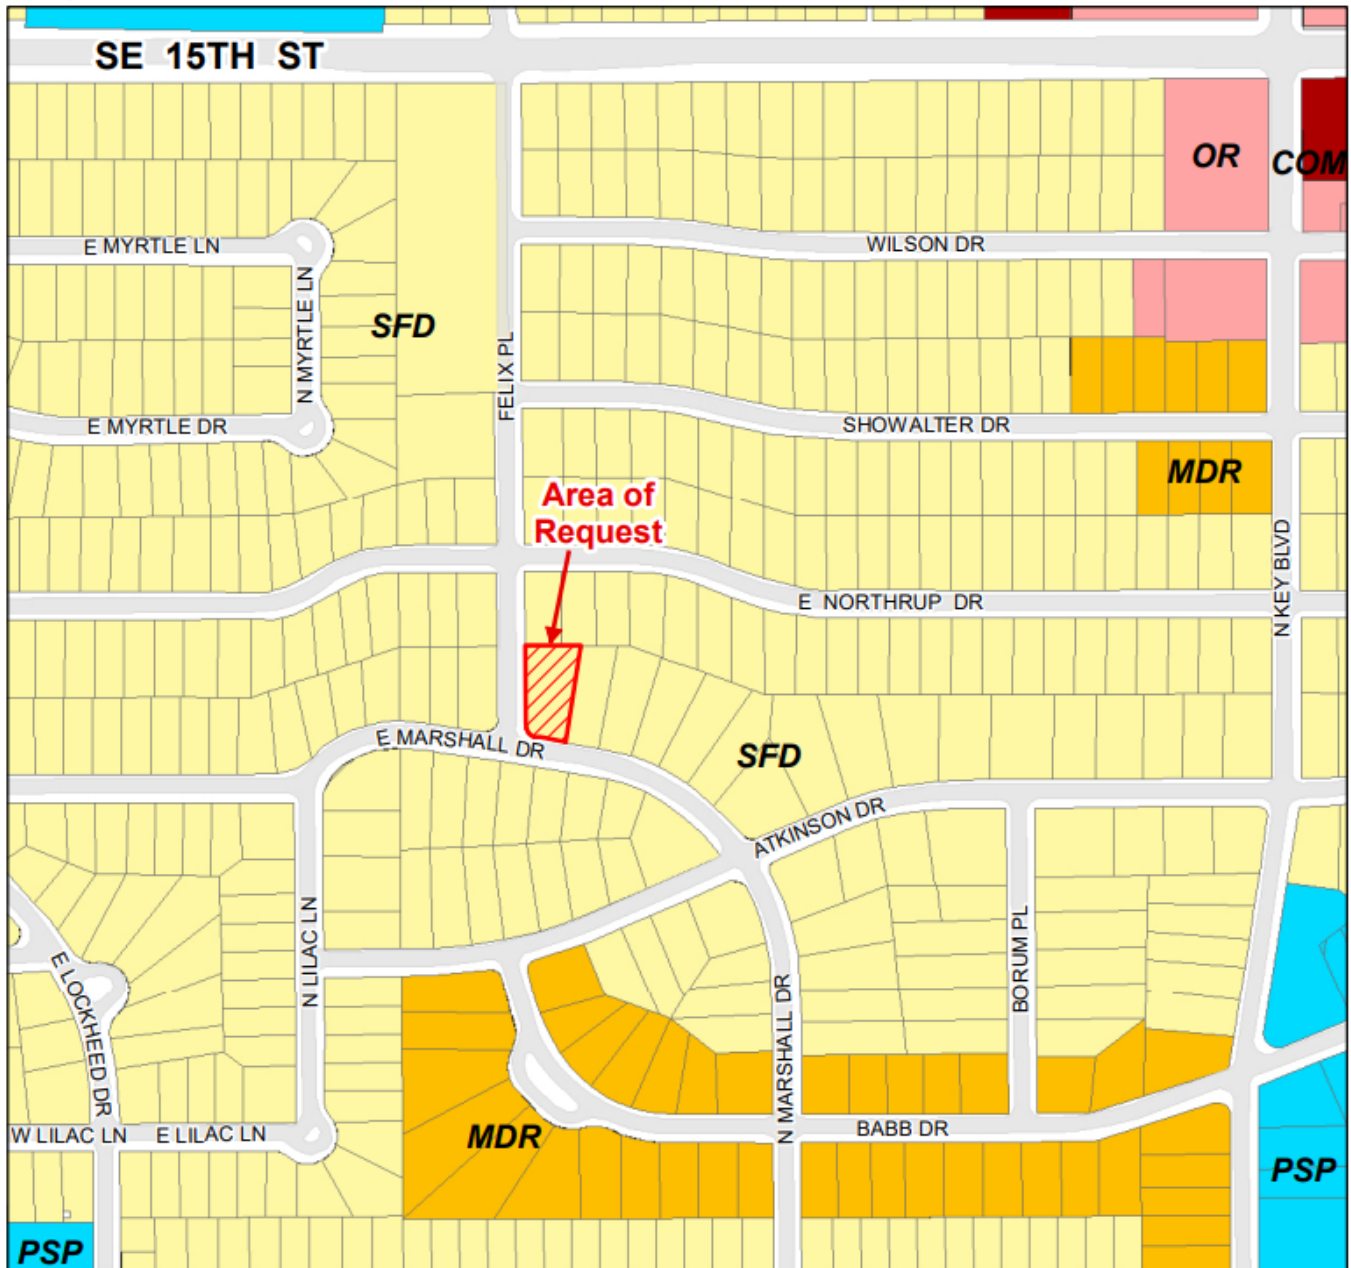 SE 15TH ST
OR
COM
E MYRTLE LN
WILSON DR
N MYRTLE LN
SFD
FELIX PL
E MYRTLE DR
SHOWALTER DR
MDR
Area of
Request
N KEY BLVD
E NORTHRUP DR
E MARSHALL DR
SFD
ATKINSON DR
N LILAC LN
BORUM PL
E LOCKHEED DR
N MARSHALL DR
W LILAC LN
E LILAC LN
MDR
BABB DR
PSP
PSP